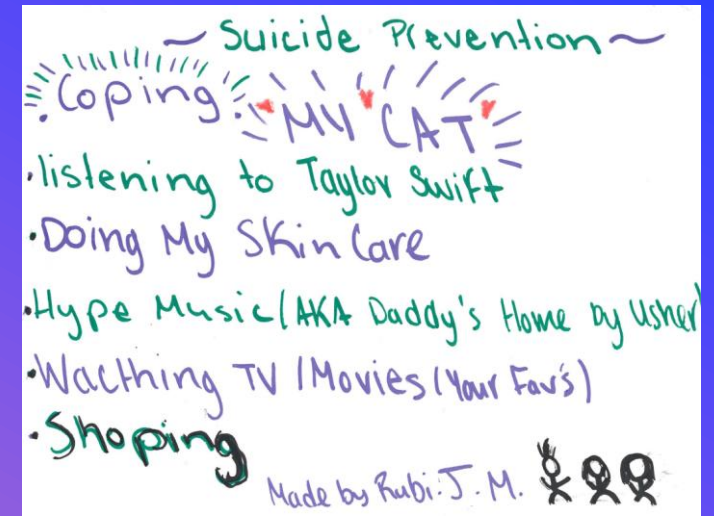 ~ Suicide Prevention ~
Coping
• MY CAT
• listening to Taylor Swift
• Doing My Skin Care
• Hype Music (AKA Daddy's Home by Usher)
• Wacthing TV / Movies (Your Fav's)
• Shoping
Made by Rubi. J. M.